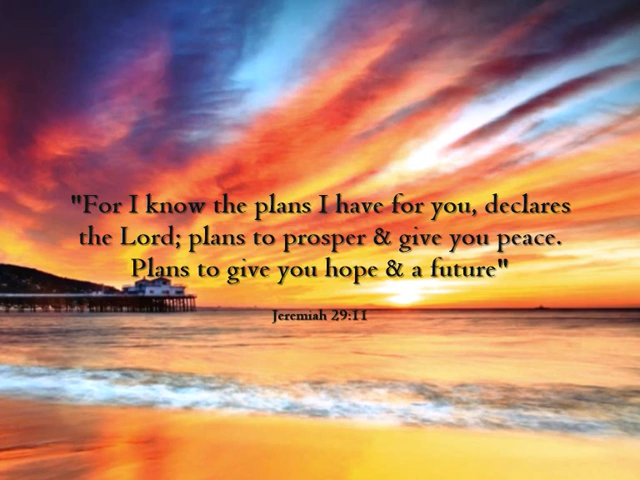 "For I know the plans I have for you, declares
the Lord; plans to prosper & give you peace.
Plans to give you hope & a future"
Jeremiah 29:11